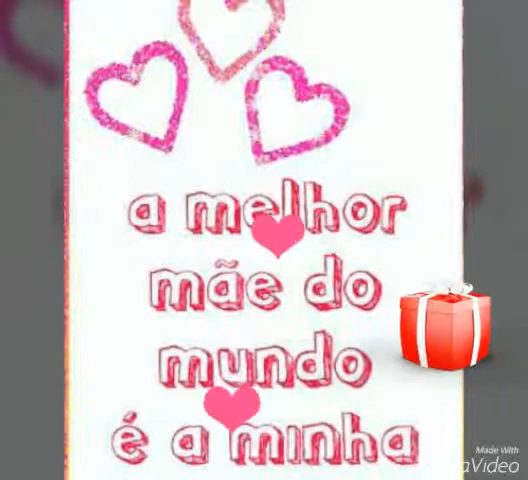 a melhor
mãe do
mundo
é a minha
Made With
aVideo